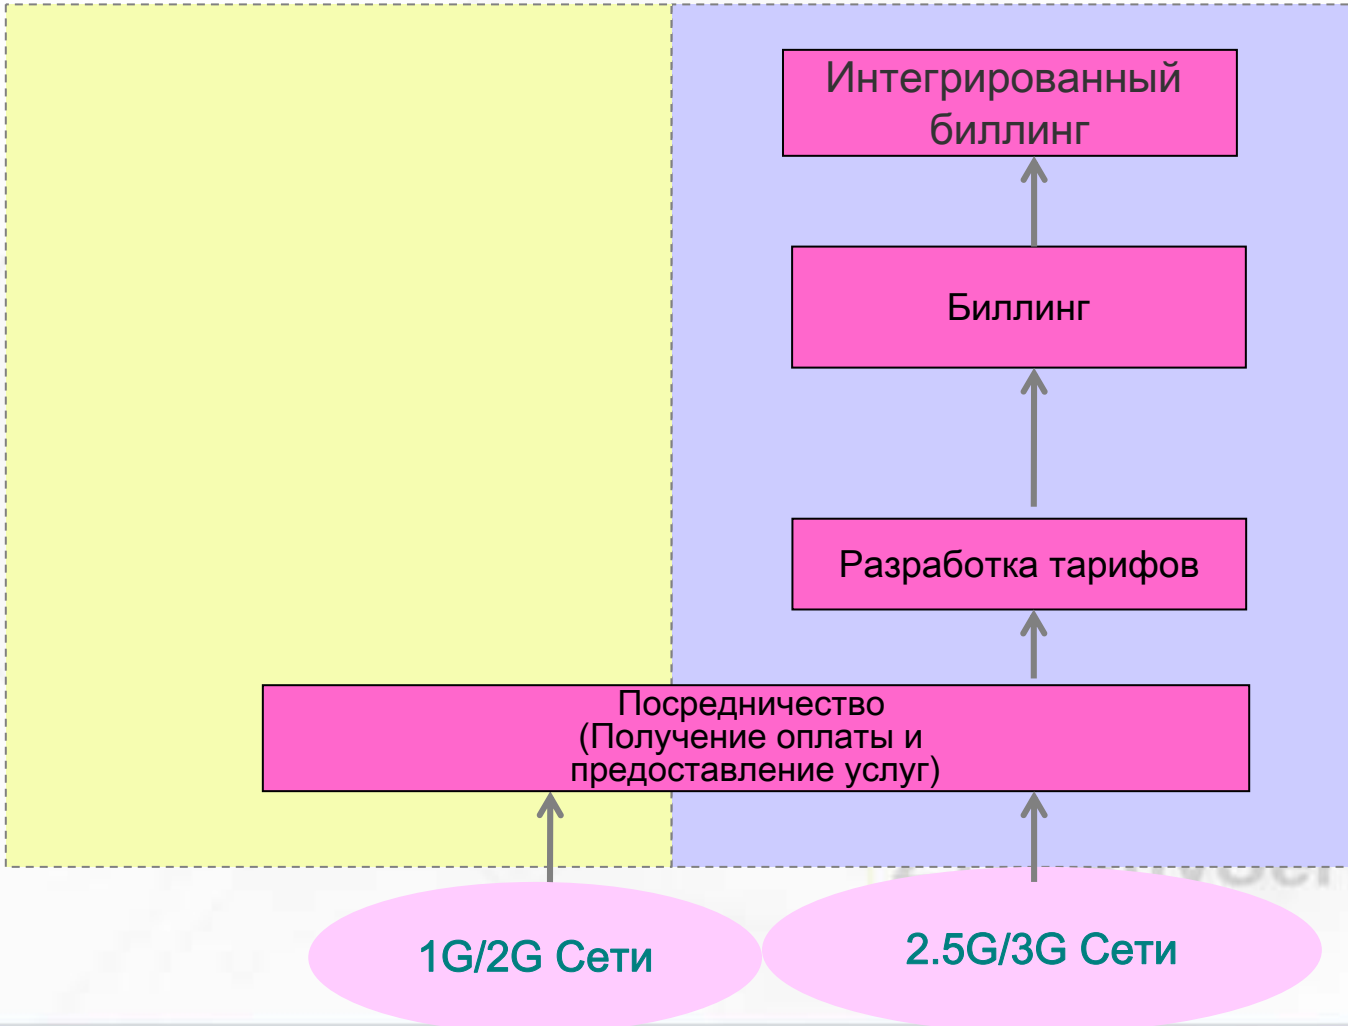 Интегрированный
биллинг
Биллинг
Разработка тарифов
Посредничество
(Получение оплаты и
предоставление услуг)
1G/2G Сети
2.5G/3G Сети